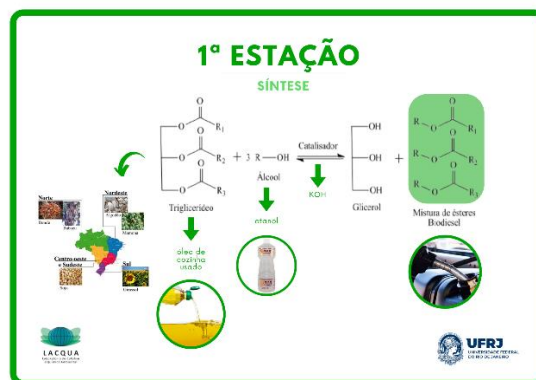 1ª ESTAÇÃO
SÍNTESE
O
O
R1
O
O
R2
O
O
R3
Triglicerídeo
+ 3 R—OH
Álcool
Catalisador
KOH
OH
OH
OH
Glicerol
+
O
R O R1
O
R O R2
O
R O R3
Mistura de ésteres
Biodiesel
etanol
óleo de
cozinha
usado
Norte
Nordeste
Mamona
Centro-oeste
e Sudeste
Soja
Sul
Girassol
LACQUA
UFRJ
UNIVERSIDADE FEDERAL
DO RIO DE JANEIRO